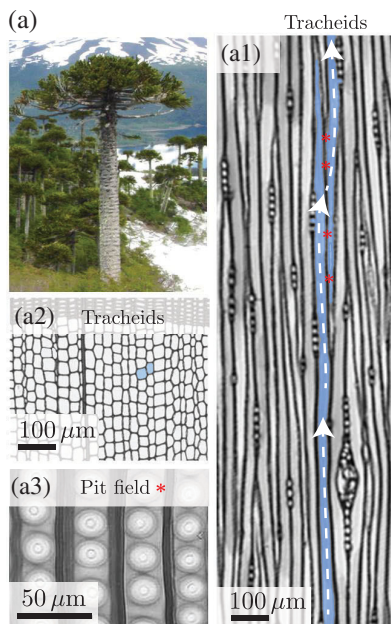 (a)
Tracheids
(a1)
(a2) Tracheids
100 μm
(a3)
Pit field *
50 μm
100 μm